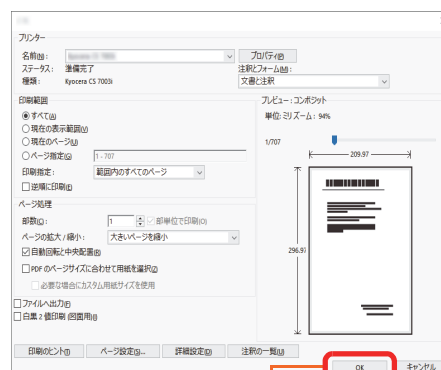 プリンター
名前(N):
プロパティ(P)
ステータス: 準備完了
注釈とフォーム(M):
種類: Kyocera CS 7003i
文書と注釈
印刷範囲
プレビュー: コンポジット
すべて(A)
単位: ミリ ズーム: 94%
現在の表示範囲(V)
現在のページ(U)
1/707
ページ指定(G) 1 - 707
209.97
印刷指定: 範囲内のすべてのページ
逆順に印刷(E)
ページ処理
部数(C): 1 部単位で印刷(O)
ページの拡大/縮小: 大きいページを縮小
296.97
自動回転と中央配置(R)
PDF のページサイズに合わせて用紙を選択(Z)
必要な場合にカスタム用紙サイズを使用
ファイルへ出力(F)
白黒 2 値印刷 (図面用)(I)
印刷のヒント(T) ページ設定(S)... 詳細設定(D) 注釈の一覧(U)
OK キャンセル